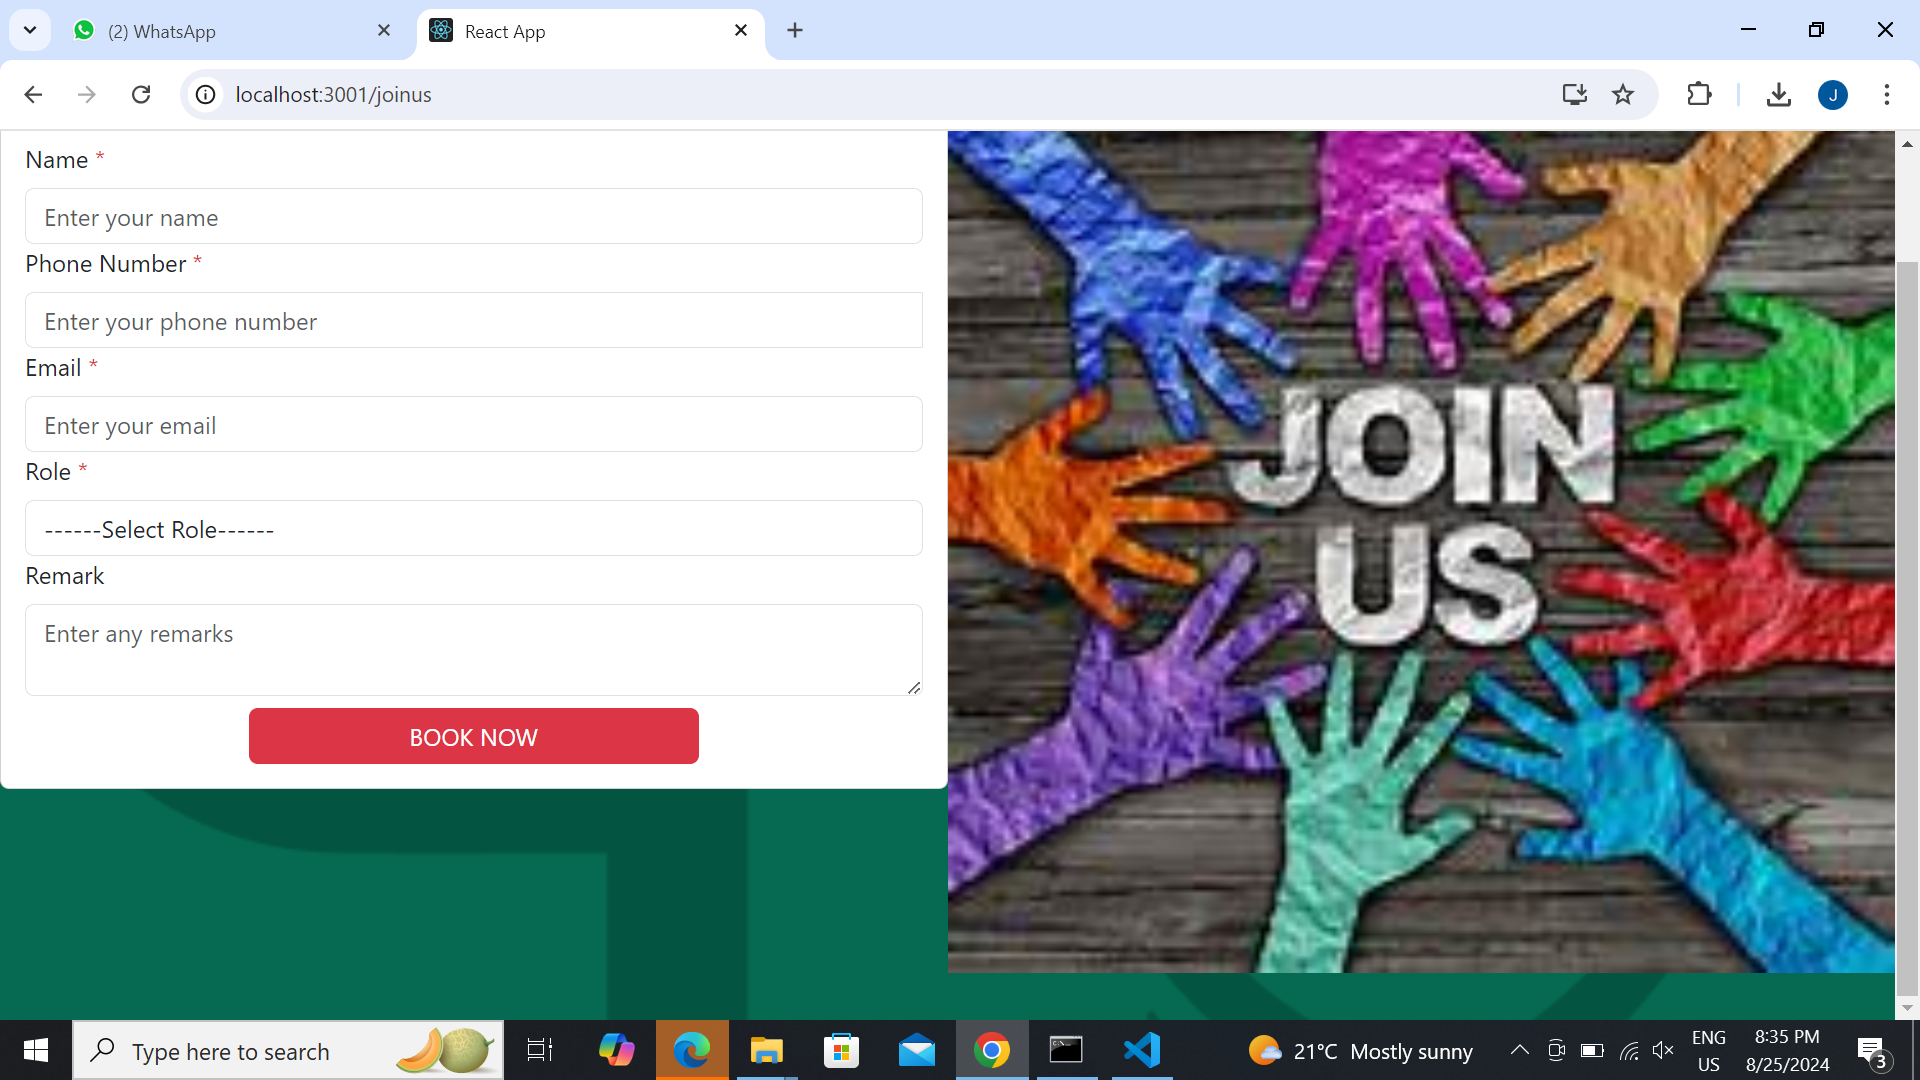 (2) WhatsApp
React App
localhost:3001/joinus
J
Name *
Enter your name
Phone Number *
Enter your phone number
Email *
Enter your email
Role *
------Select Role------
Remark
Enter any remarks
BOOK NOW
JOIN
US
Type here to search
21°C Mostly sunny
ENG
US
8:35 PM
8/25/2024
3